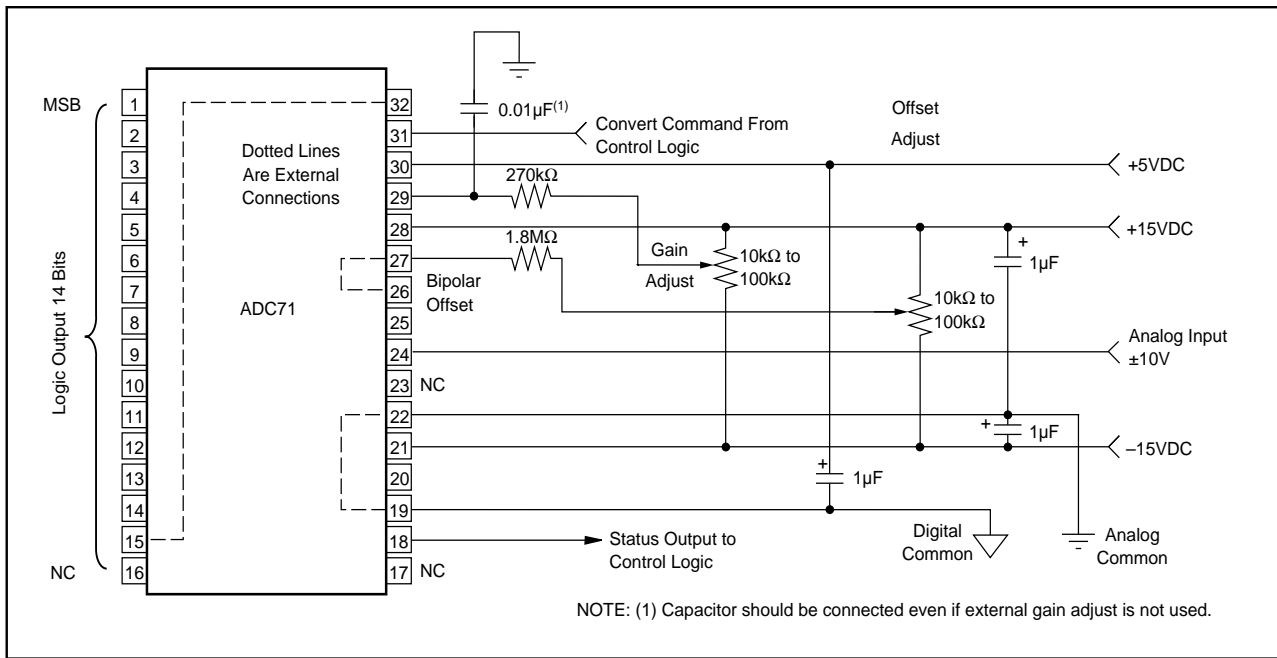 MSB
Logic Output 14 Bits
NC
1
2
3
4
5
6
7
8
9
10
11
12
13
14
15
16
Dotted Lines
Are External
Connections
ADC71
32
31
30
29
28
27
26
25
24
23
22
21
20
19
18
17
NC
NC
Bipolar
Offset
0.01µF(1)
Convert Command From
Control Logic
270kΩ
1.8MΩ
Gain
Adjust
10kΩ to
100kΩ
Offset
Adjust
10kΩ to
100kΩ
+5VDC
+15VDC
+
1µF
Analog Input
±10V
+
1µF
–15VDC
+
1µF
Status Output to
Control Logic
Digital
Common
Analog
Common
NOTE: (1) Capacitor should be connected even if external gain adjust is not used.